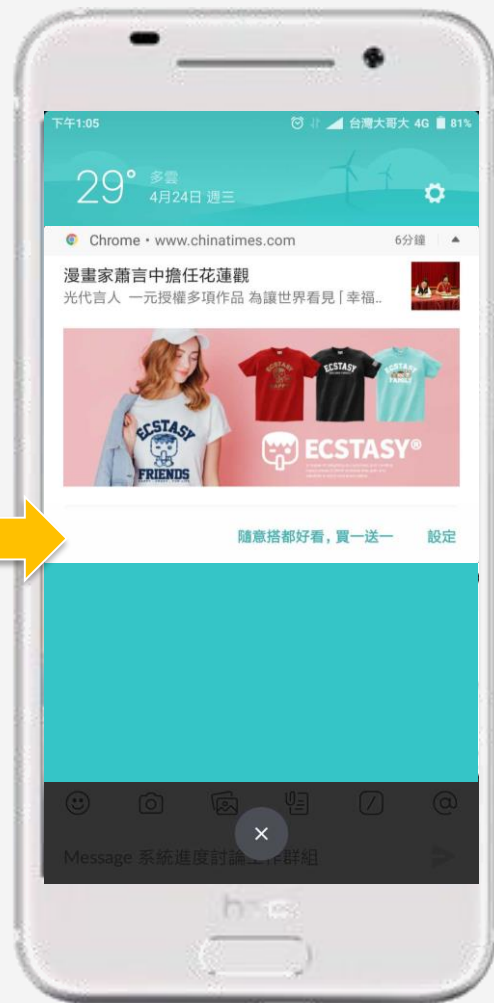 下午1:05 台灣大哥大 4G 81%
29° 多雲
4月24日 週三
Chrome • www.chinatimes.com 6分鐘
漫畫家蕭言中擔任花蓮觀
光代言人 一元授權多項作品 為讓世界看見「幸福..
ECSTASY
FRIENDS
ECSTASY
ECSTASY
FAMILY
ECSTASY®
隨意搭都好看, 買一送一 設定
Message 系統進度討論工作群組
hTC